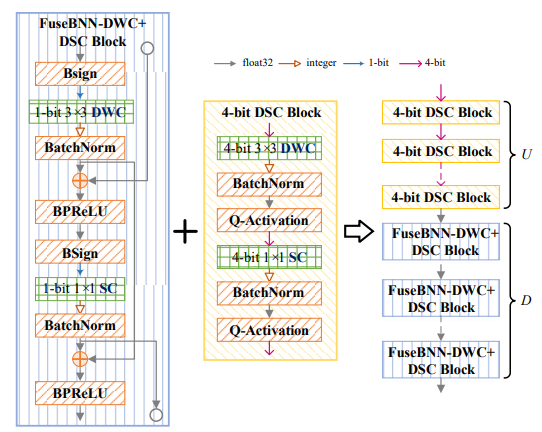 FuseBNN-DWC+
DSC Block
Bsign
1-bit 3×3 DWC
BatchNorm
BPReLU
BSign
1-bit 1×1 SC
BatchNorm
BPReLU
float32
integer
1-bit
4-bit
4-bit DSC Block
4-bit 3×3 DWC
BatchNorm
Q-Activation
4-bit 1×1 SC
BatchNorm
Q-Activation
4-bit DSC Block
4-bit DSC Block
4-bit DSC Block
U
FuseBNN-DWC+
DSC Block
FuseBNN-DWC+
DSC Block
FuseBNN-DWC+
DSC Block
D